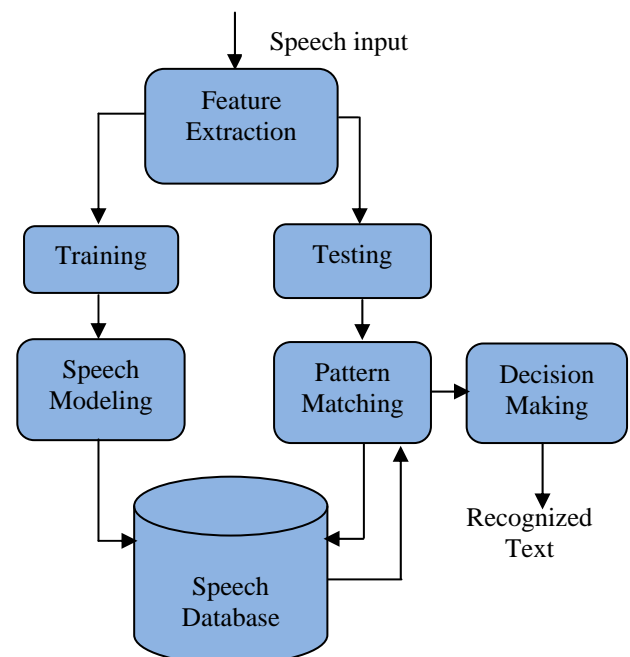 Speech input
Feature
Extraction
Training
Testing
Speech
Modeling
Pattern
Matching
Decision
Making
Recognized
Text
Speech
Database